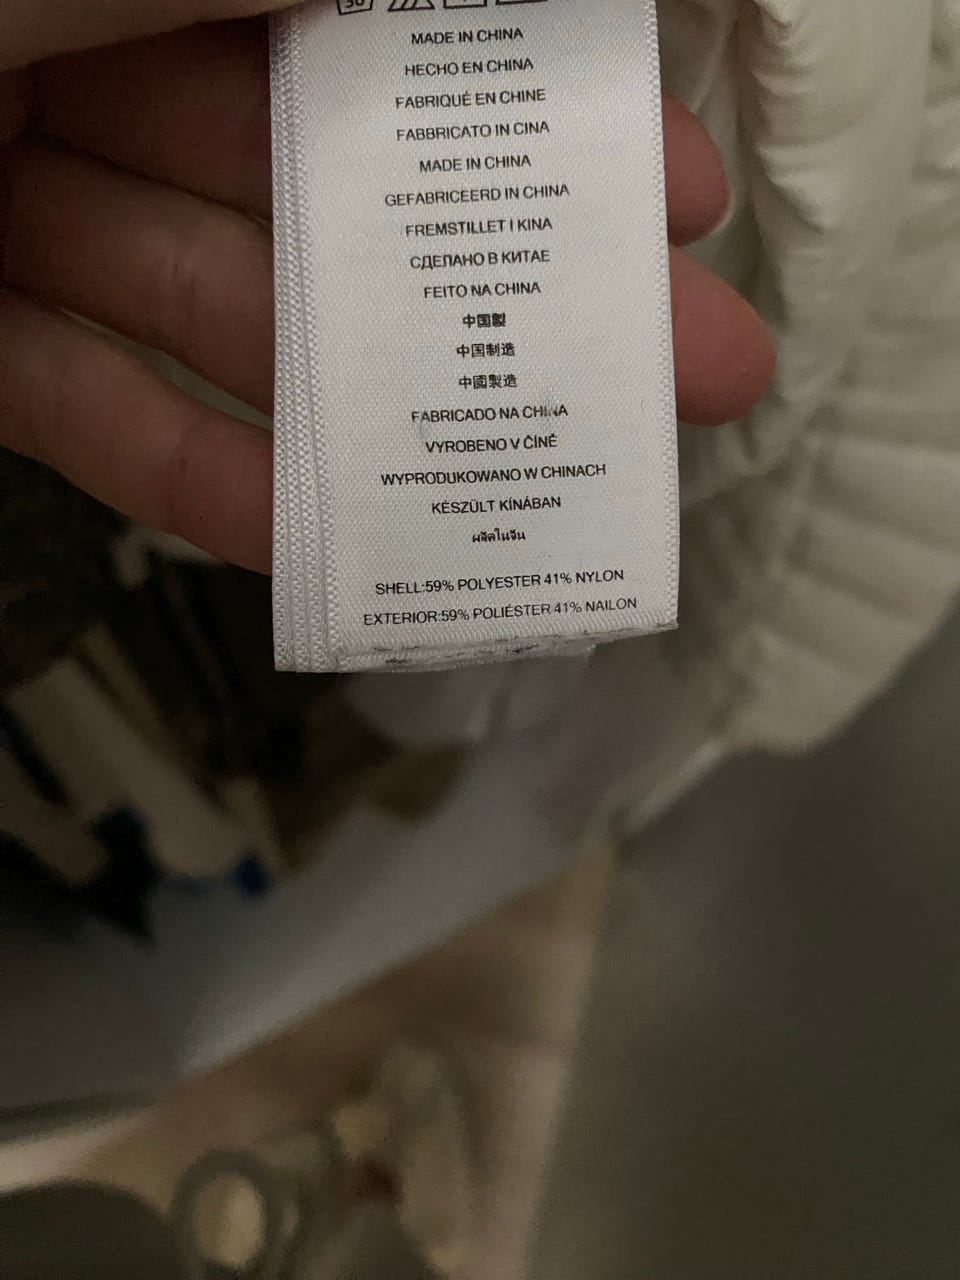 30
MADE IN CHINA
HECHO EN CHINA
FABRIQUÉ EN CHINE
FABBRICATO IN CINA
MADE IN CHINA
GEFABRICEERD IN CHINA
FREMSTILLET I KINA
СДЕЛАНО В КИТАЕ
FEITO NA CHINA
中国製
中国制造
中國製造
FABRICADO NA CHINA
VYROBENO V ČÍNĚ
WYPRODUKOWANO W CHINACH
KÉSZÜLT KÍNÁBAN
ผลิตในจีน
SHELL:59% POLYESTER 41% NYLON
EXTERIOR:59% POLIÉSTER 41% NAILON